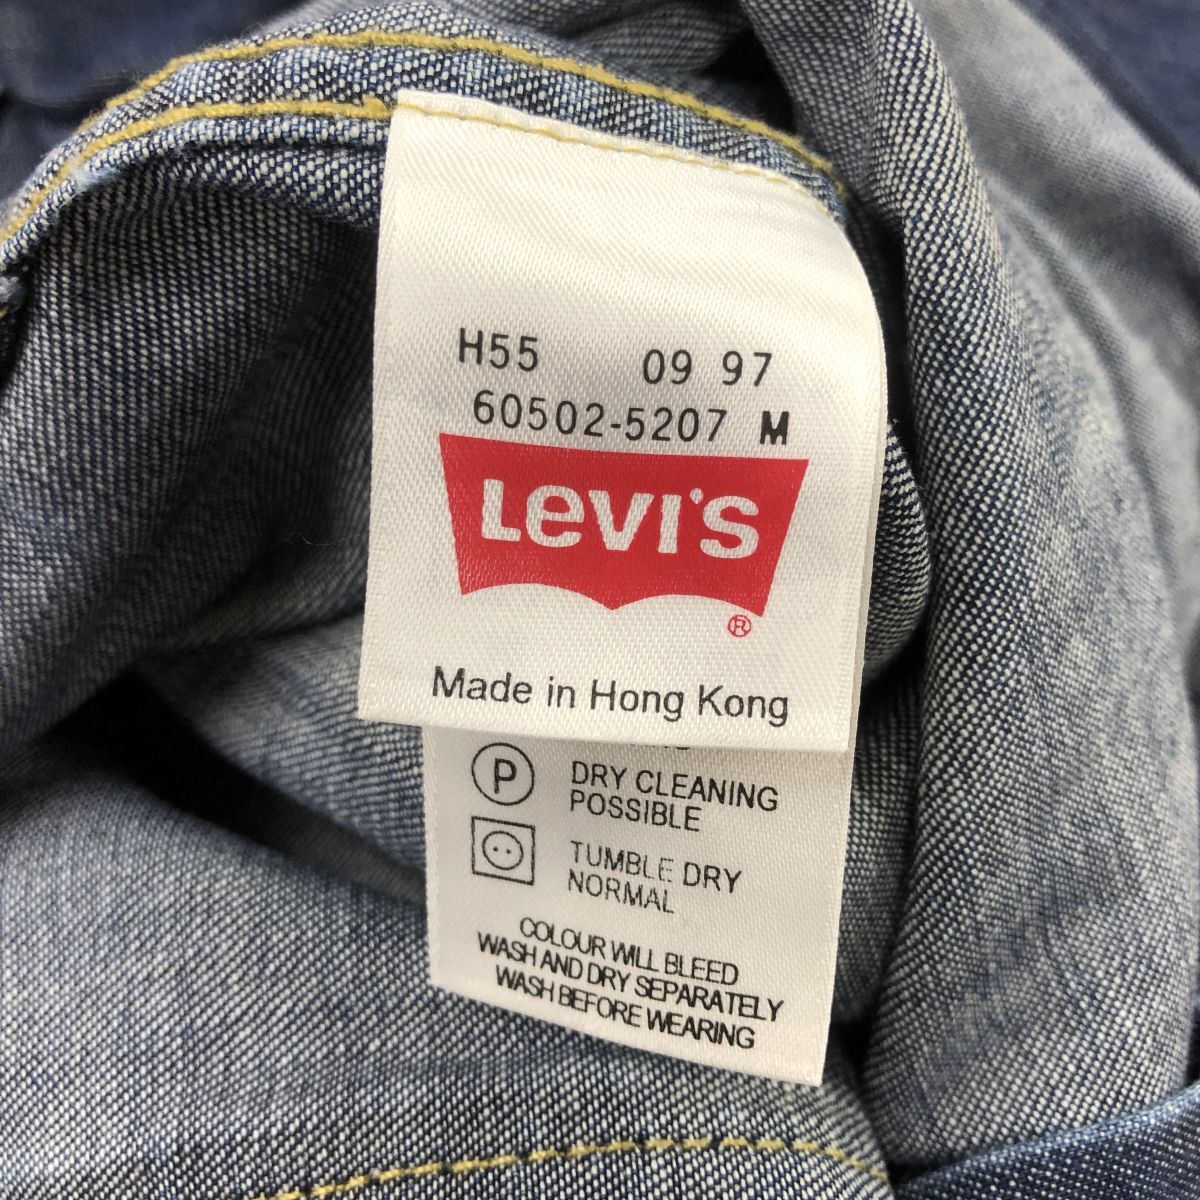 H55 09 97
60502-5207 M
LeVI'S
®
Made in Hong Kong
P DRY CLEANING
POSSIBLE
TUMBLE DRY
NORMAL
COLOUR WILL BLEED
WASH AND DRY SEPARATELY
WASH BEFORE WEARING